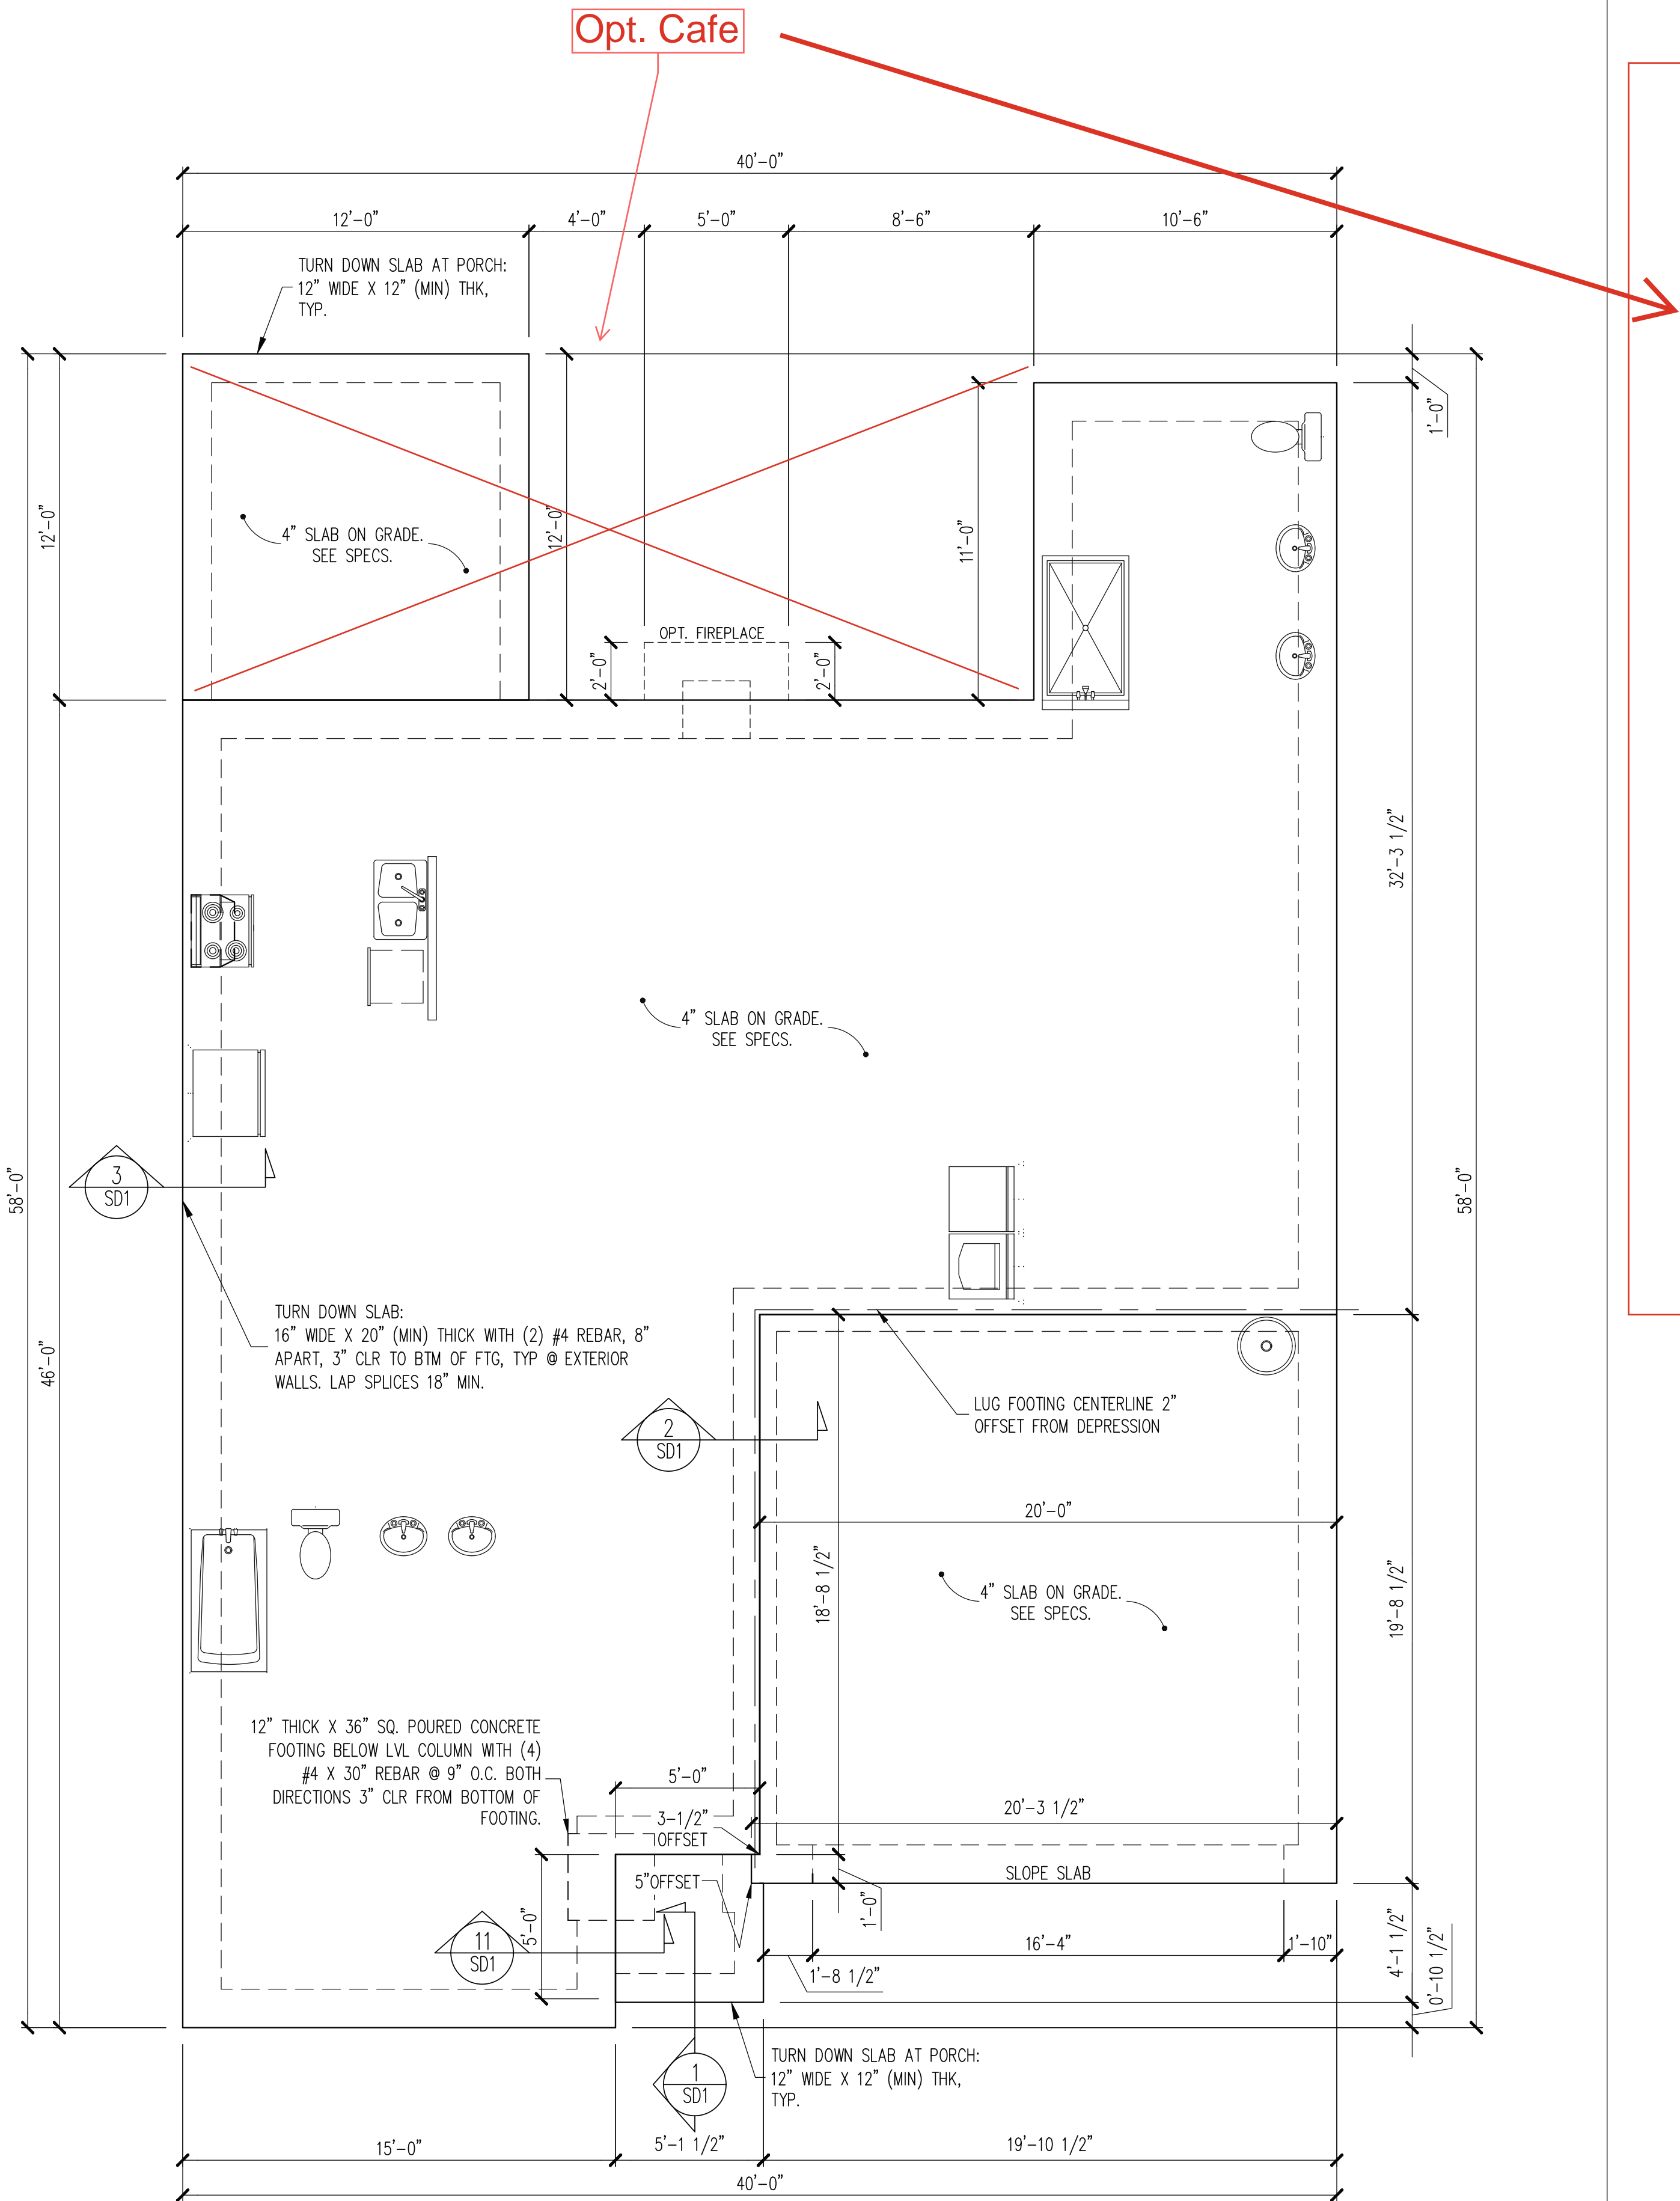 Opt. Cafe
40'-0"
12'-0"
4'-0"
5'-0"
8'-6"
10'-6"
TURN DOWN SLAB AT PORCH:
12" WIDE X 12" (MIN) THK,
TYP.
1'-0"
12'-0"
12'-0"
11'-0"
4" SLAB ON GRADE.
SEE SPECS.
OPT. FIREPLACE
2'-0"
2'-0"
32'-3 1/2"
4" SLAB ON GRADE.
SEE SPECS.
3
SD1
58'-0"
58'-0"
TURN DOWN SLAB:
16" WIDE X 20" (MIN) THICK WITH (2) #4 REBAR, 8"
APART, 3" CLR TO BTM OF FTG, TYP @ EXTERIOR
WALLS. LAP SPLICES 18" MIN.
46'-0"
LUG FOOTING CENTERLINE 2"
OFFSET FROM DEPRESSION
2
SD1
20'-0"
18'-8 1/2"
19'-8 1/2"
4" SLAB ON GRADE.
SEE SPECS.
12" THICK X 36" SQ. POURED CONCRETE
FOOTING BELOW LVL COLUMN WITH (4)
#4 X 30" REBAR @ 9" O.C. BOTH
DIRECTIONS 3" CLR FROM BOTTOM OF
FOOTING.
5'-0"
20'-3 1/2"
3-1/2"
OFFSET
SLOPE SLAB
5"OFFSET
1'-0"
5'-0"
11
SD1
16'-4"
1'-10"
1'-8 1/2"
4'-1 1/2"
0'-10 1/2"
TURN DOWN SLAB AT PORCH:
12" WIDE X 12" (MIN) THK,
TYP.
1
SD1
15'-0"
5'-1 1/2"
19'-10 1/2"
40'-0"